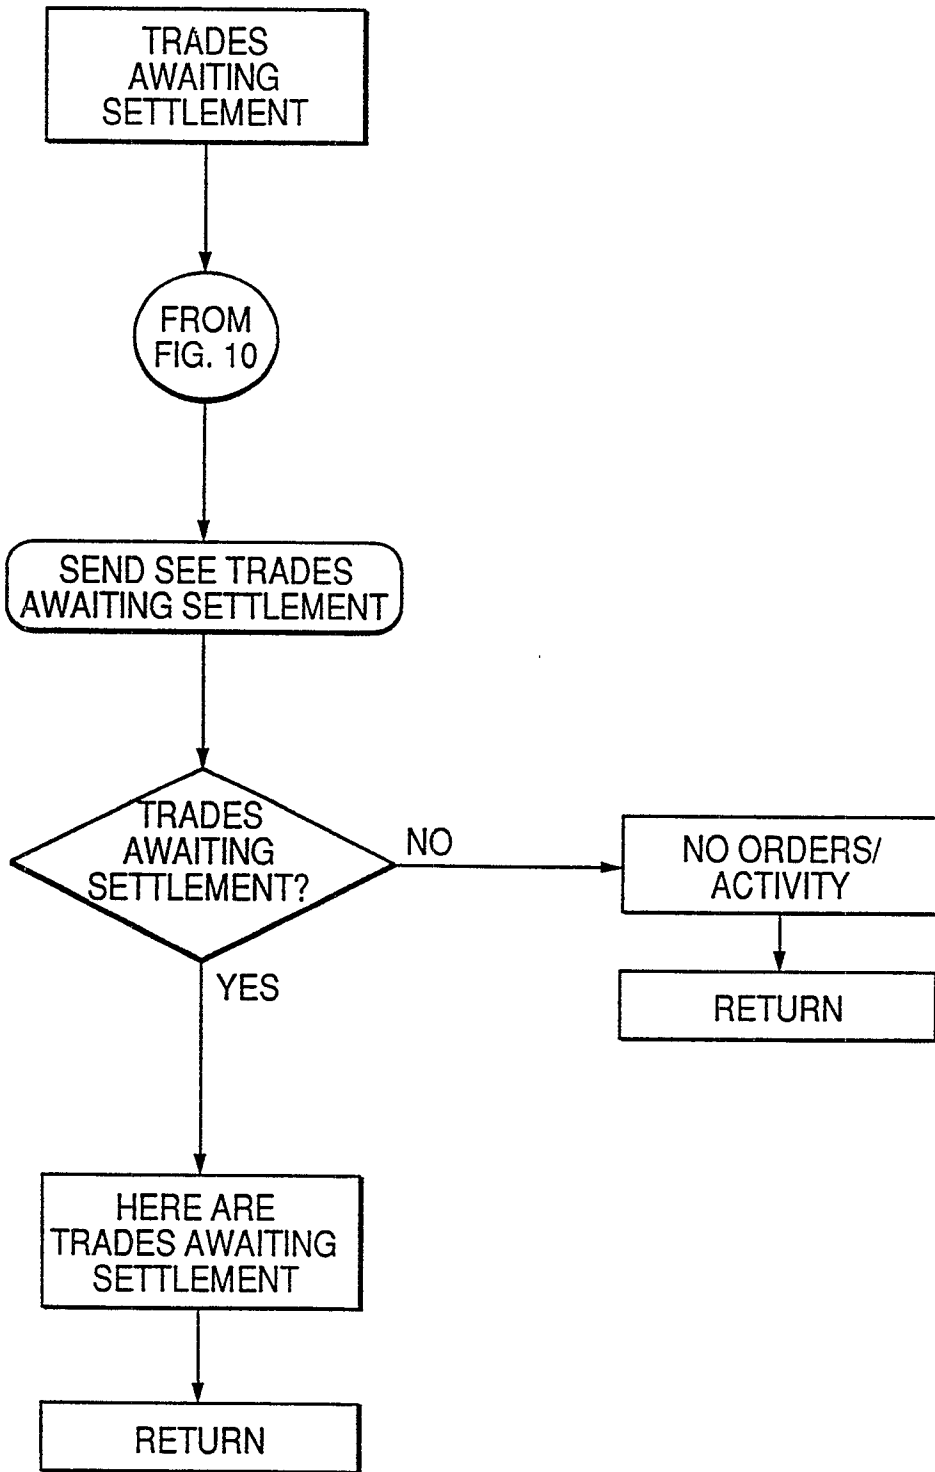 TRADES
AWAITING
SETTLEMENT
FROM
FIG. 10
SEND SEE TRADES
AWAITING SETTLEMENT
TRADES
AWAITING
SETTLEMENT?
NO
NO ORDERS/
ACTIVITY
RETURN
YES
HERE ARE
TRADES AWAITING
SETTLEMENT
RETURN